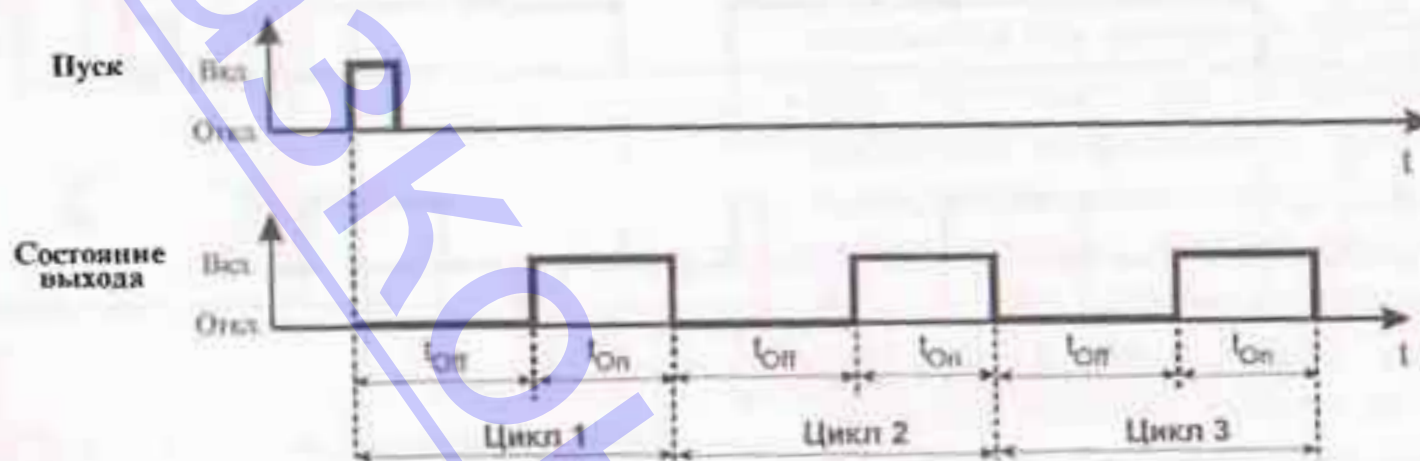 Пуск
Вкл
Откл
t
Состояние
выхода
Вкл
Откл
t
tOff tOn tOff tOn tOff tOn
Цикл 1 Цикл 2 Цикл 3